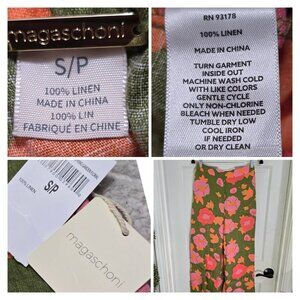 magaschoni
S/P
100% LINEN
MADE IN CHINA
100% LIN
FABRIQUÉ EN CHINE
RN 93178
100% LINEN
MADE IN CHINA
TURN GARMENT
INSIDE OUT
MACHINE WASH COLD
WITH LIKE COLORS
GENTLE CYCLE
ONLY NON-CHLORINE
BLEACH WHEN NEEDED
TUMBLE DRY LOW
COOL IRON
IF NEEDED
OR DRY CLEAN
100% LINEN
S/P
magaschoni